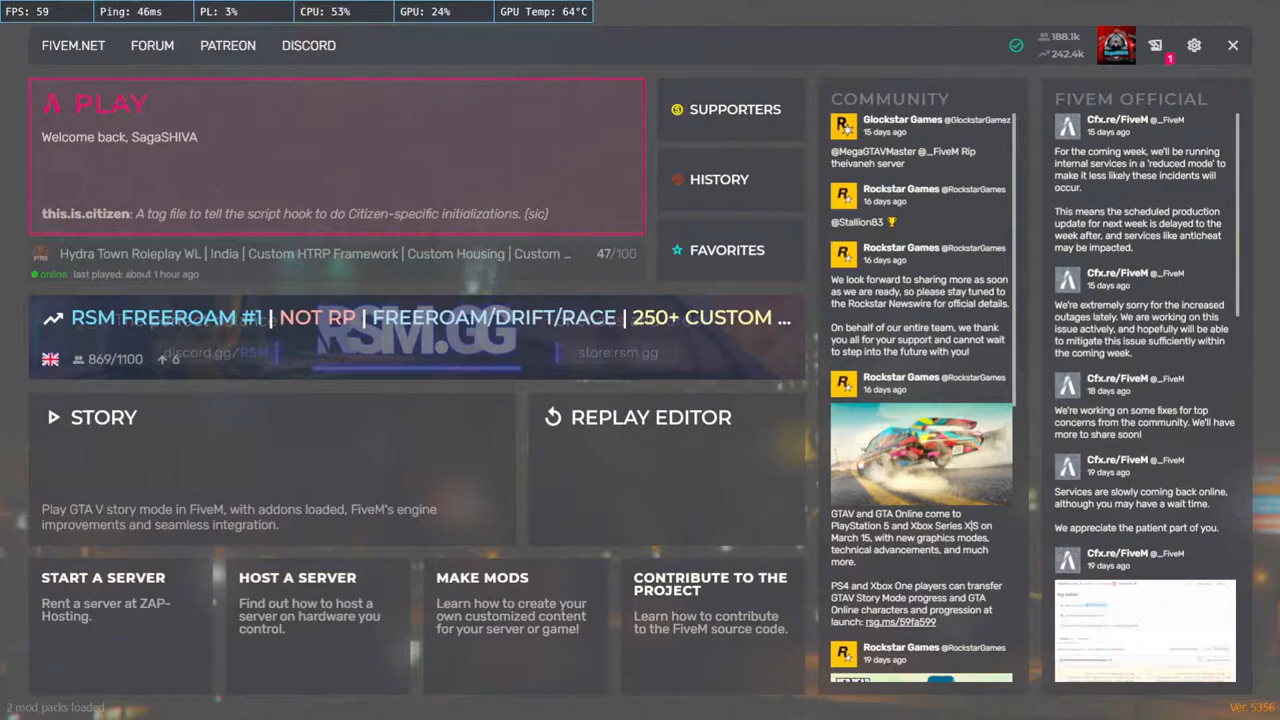 FPS: 59
Ping: 46ms
PL: 3%
CPU: 53%
GPU: 24%
GPU Temp: 64°C
FIVEM.NET
FORUM
PATREON
DISCORD
188.1k
242.4k
1
PLAY
Welcome back, SagaSHIVA
this.is.citizen: A tag file to tell the script hook to do Citizen-specific initializations. (sic)
Hydra Town Roleplay WL | India | Custom HTRP Framework | Custom Housing | Custom ...
47/100
online
last played: about 1 hour ago
SUPPORTERS
HISTORY
FAVORITES
RSM FREEROAM #1 | NOT RP | FREEROAM/DRIFT/RACE | 250+ CUSTOM ...
RSM.GG
discord.gg/RSM
store.rsm.gg
869/1100
6
STORY
Play GTA V story mode in FiveM, with addons loaded, FiveM's engine
improvements and seamless integration.
REPLAY EDITOR
START A SERVER
Rent a server at ZAP-
Hosting.
HOST A SERVER
Find out how to host a
server on hardware you
control.
MAKE MODS
Learn how to create your
own customized content
for your server or game!
CONTRIBUTE TO THE
PROJECT
Learn how to contribute
to the FiveM source code.
COMMUNITY
Glockstar Games @GlockstarGamez
15 days ago
@MegaGTAVMaster @_FiveM Rip
theivaneh server
Rockstar Games @RockstarGames
16 days ago
@Stallion83 🏆
Rockstar Games @RockstarGames
16 days ago
We look forward to sharing more as soon
as we are ready, so please stay tuned to
the Rockstar Newswire for official details.
On behalf of our entire team, we thank
you all for your support and cannot wait
to step into the future with you!
Rockstar Games @RockstarGames
16 days ago
GTAV and GTA Online come to
PlayStation 5 and Xbox Series X|S on
March 15, with new graphics modes,
technical advancements, and much
more.
PS4 and Xbox One players can transfer
GTAV Story Mode progress and GTA
Online characters and progression at
launch: rsg.ms/59fa599
Rockstar Games @RockstarGames
19 days ago
FIVEM OFFICIAL
Cfx.re/FiveM @_FiveM
15 days ago
For the coming week, we'll be running
internal services in a 'reduced mode' to
make it less likely these incidents will
occur.
This means the scheduled production
update for next week is delayed to the
week after, and services like anticheat
may be impacted.
Cfx.re/FiveM @_FiveM
15 days ago
We're extremely sorry for the increased
outages lately. We are working on this
issue actively, and hopefully will be able
to mitigate this issue sufficiently within
the coming week.
Cfx.re/FiveM @_FiveM
18 days ago
We're working on some fixes for top
concerns from the community. We'll have
more to share soon!
Cfx.re/FiveM @_FiveM
19 days ago
Services are slowly coming back online,
although you may have a wait time.
We appreciate the patient part of you.
Cfx.re/FiveM @_FiveM
19 days ago
2 mod packs loaded
Ver. 5356